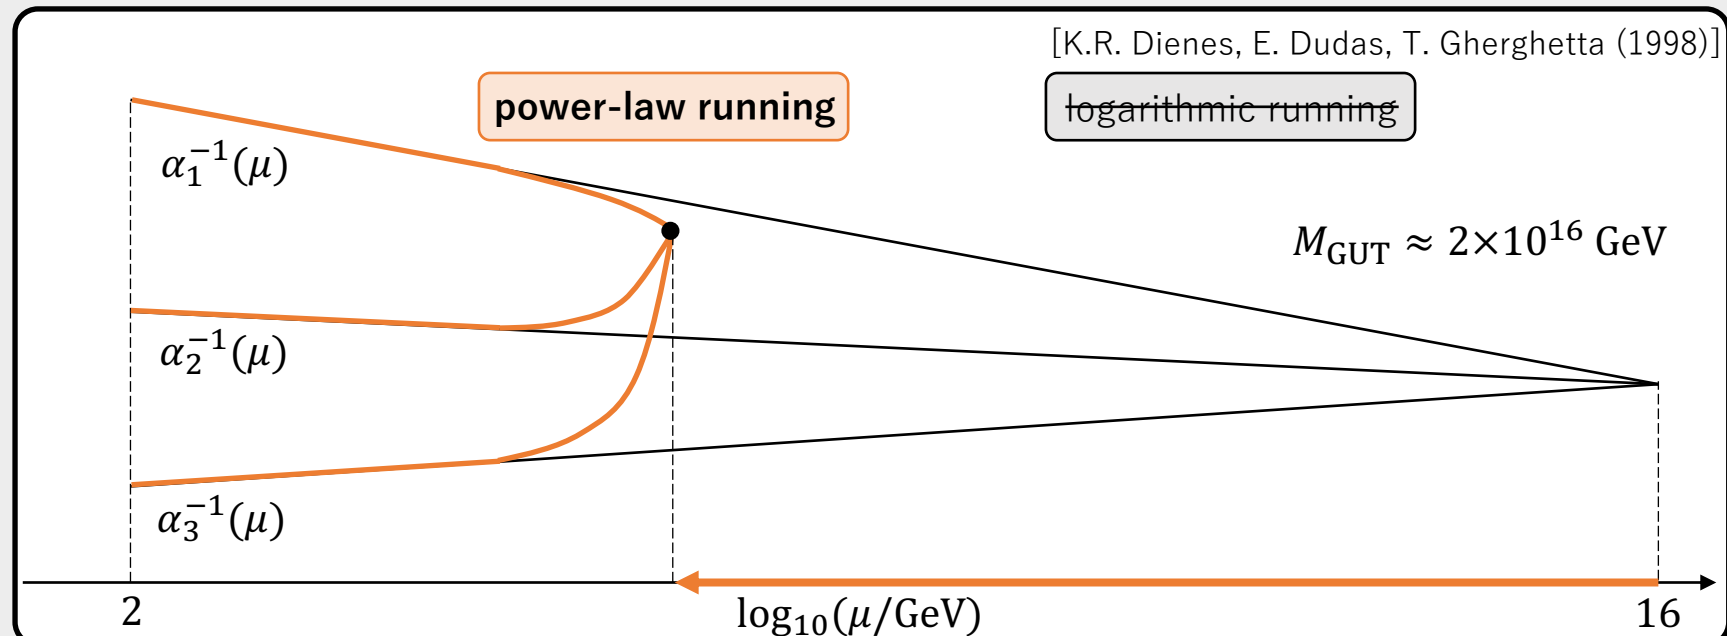 [K.R. Dienes, E. Dudas, T. Gherghetta (1998)]
power-law running
logarithmic running
α₁⁻¹(μ)
M_GUT ≈ 2×10¹⁶ GeV
α₂⁻¹(μ)
α₃⁻¹(μ)
2
log₁₀(μ/GeV)
16